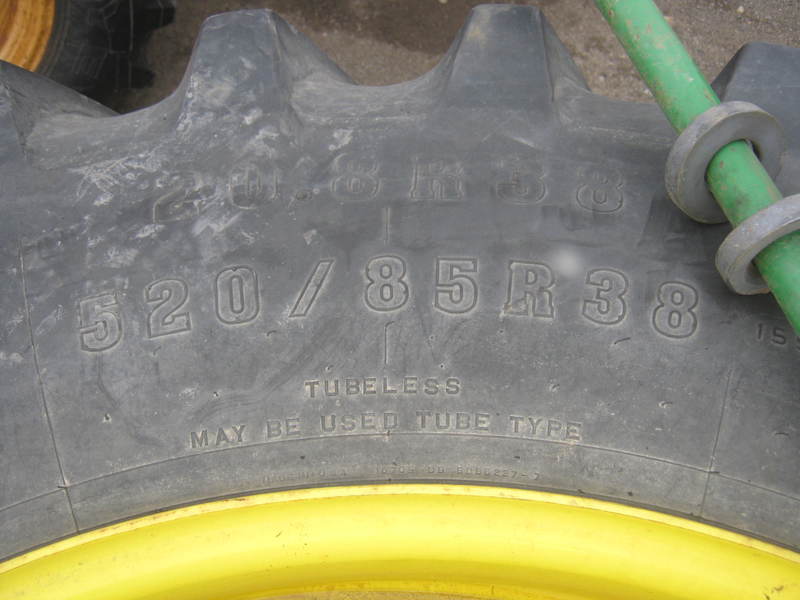 20.8R38
520/85R38
TUBELESS
MAY BE USED TUBE TYPE